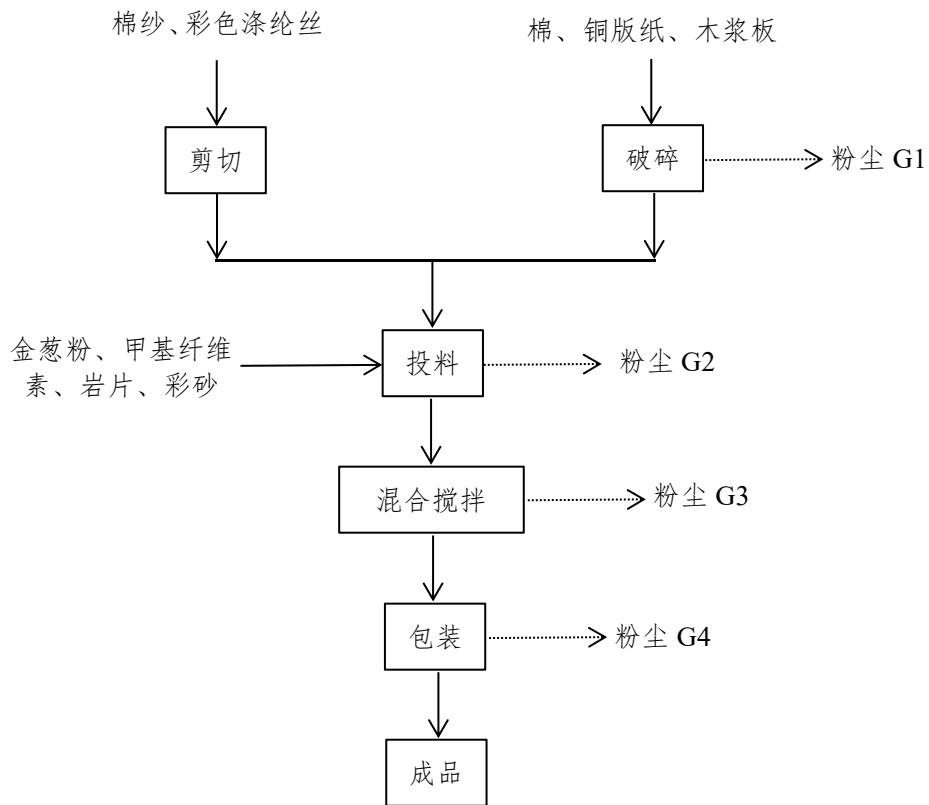 棉纱、彩色涤纶丝
棉、铜版纸、木浆板
剪切
破碎
粉尘 G1
金葱粉、甲基纤维
素、岩片、彩砂
投料
粉尘 G2
混合搅拌
粉尘 G3
包装
粉尘 G4
成品